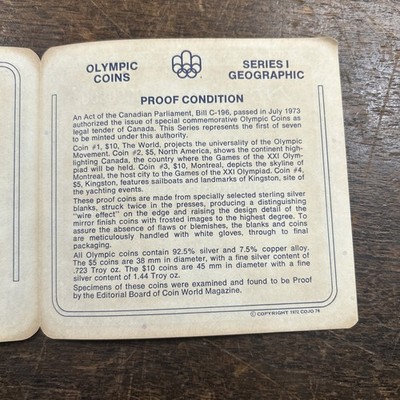 OLYMPIC COINS
SERIES I GEOGRAPHIC
PROOF CONDITION
An Act of the Canadian Parliament, Bill C-196, passed in July 1973
authorized the issue of special commemorative Olympic Coins as
legal tender of Canada. This Series represents the first of seven
to be minted under this authority.
Coin #1, $10, The World, projects the universality of the Olympic
Movement. Coin #2, $5, North America, shows the continent high-
lighting Canada, the country where the Games of the XXI Olym-
piad, will be held. Coin #3, $10, Montreal, depicts the skyline of
Montreal, the host city to the Games of the XXI Olympiad. Coin #4,
$5, Kingston, features sailboats and landmarks of Kingston, site of
the yachting events.
These proof coins are made from specially selected sterling silver
blanks, struck twice in the presses, producing a distinguishing
"wire effect" on the edge and raising the design detail of the
mirror finish coins with frosted images to the highest degree. To
assure the absence of flaws or blemishes, the blanks and coins
are meticulously handled with white gloves, through to final
packaging.
All Olympic coins contain 92.5% silver and 7.5% copper alloy.
The $5 coins are 38 mm in diameter, with a fine silver content of
.723 Troy oz. The $10 coins are 45 mm in diameter with a fine
silver content of 1.44 Troy oz.
Specimens of these coins were examined and found to be Proof
by the Editorial Board of Coin World Magazine.
© COPYRIGHT 1973 COJO 76